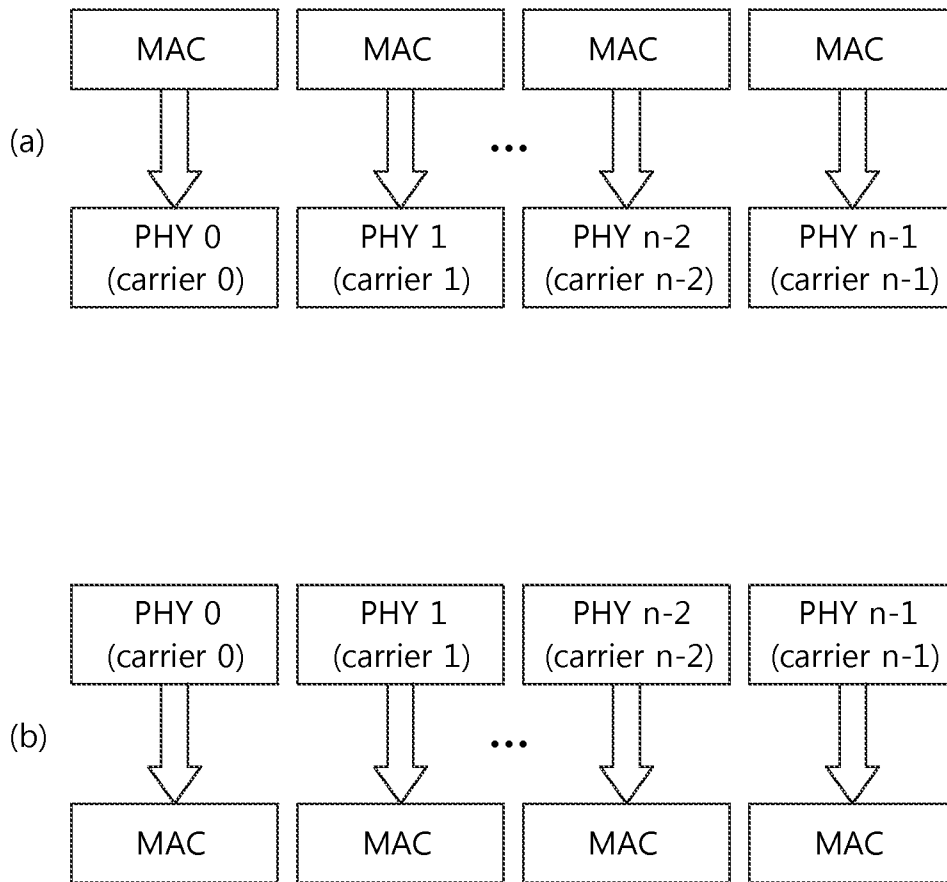 MAC MAC MAC MAC
(a)
...
PHY 0 PHY 1 PHY n-2 PHY n-1
(carrier 0) (carrier 1) (carrier n-2) (carrier n-1)
PHY 0 PHY 1 PHY n-2 PHY n-1
(carrier 0) (carrier 1) (carrier n-2) (carrier n-1)
(b)
...
MAC MAC MAC MAC